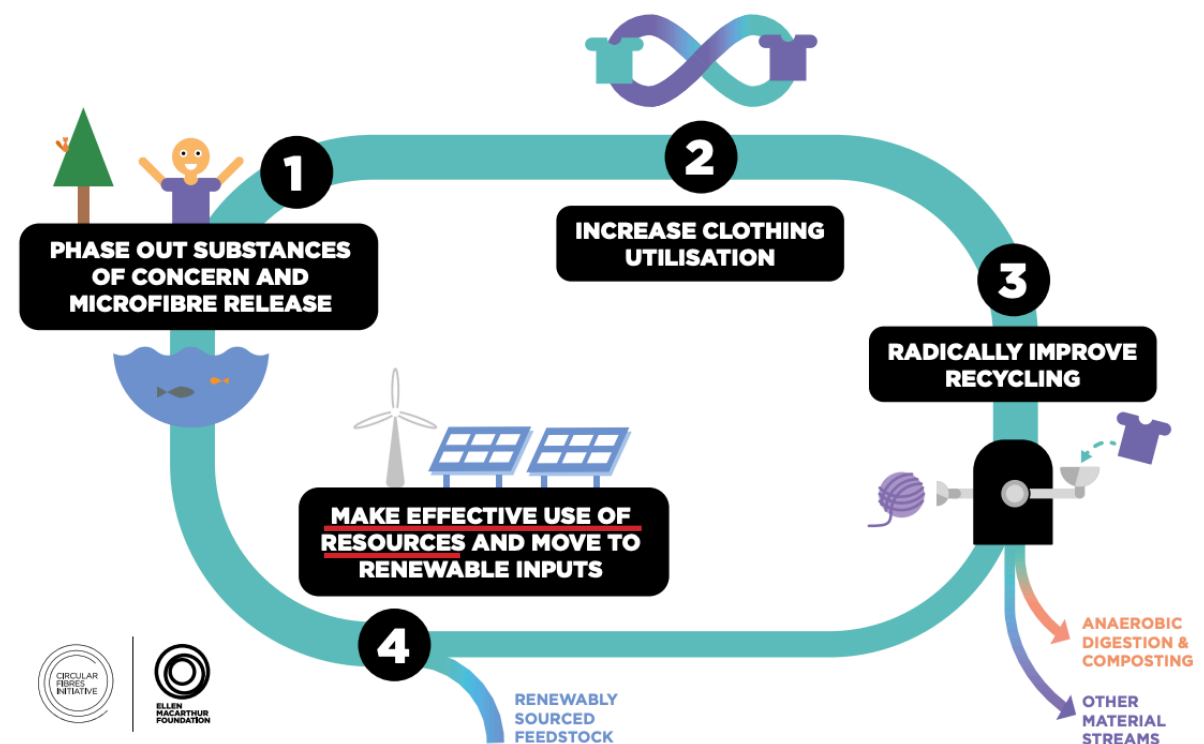 1
PHASE OUT SUBSTANCES
OF CONCERN AND
MICROFIBRE RELEASE
2
INCREASE CLOTHING
UTILISATION
3
RADICALLY IMPROVE
RECYCLING
MAKE EFFECTIVE USE OF
RESOURCES AND MOVE TO
RENEWABLE INPUTS
4
RENEWABLY
SOURCED
FEEDSTOCK
ANAEROBIC
DIGESTION &
COMPOSTING
OTHER
MATERIAL
STREAMS
CIRCULAR
FIBRES
INITIATIVE
ELLEN
MACARTHUR
FOUNDATION